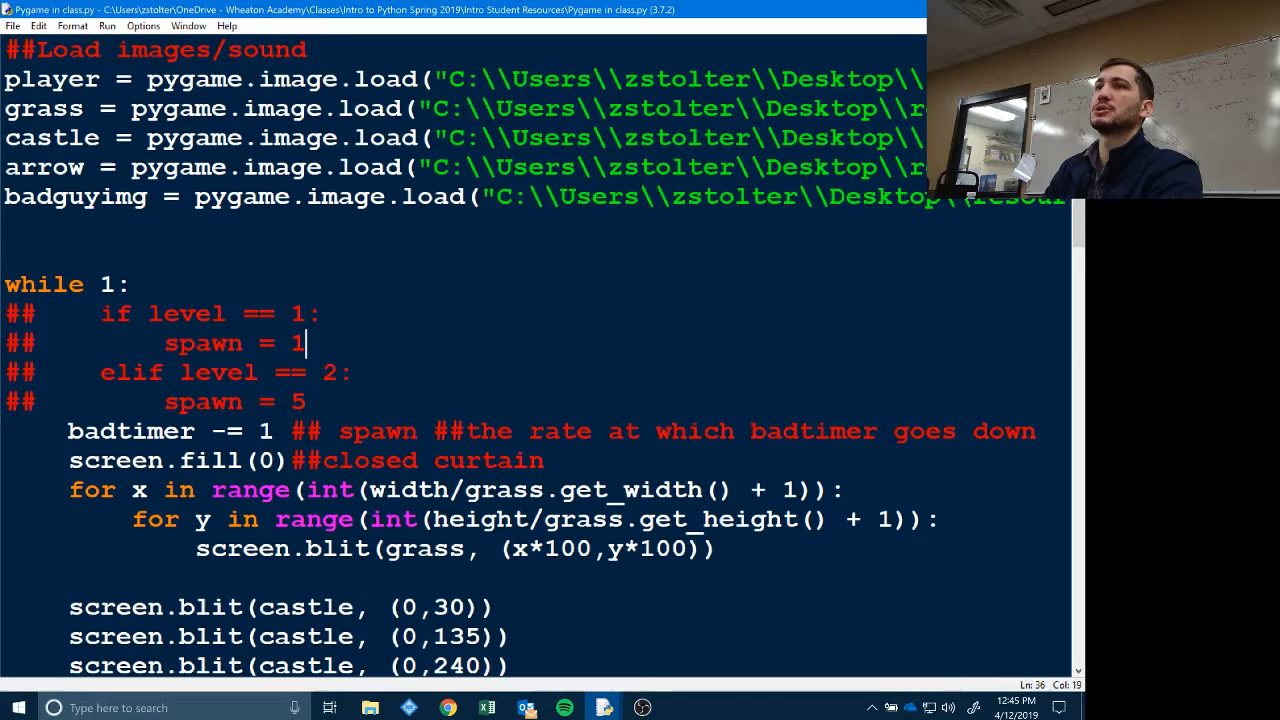 Pygame in class.py - C:\Users\zstolter\OneDrive - Wheaton Academy\Classes\Intro to Python Spring 2019\Intro Student Resources\Pygame in class.py (3.7.2)
File Edit Format Run Options Window Help
##Load images/sound
player = pygame.image.load("C:\\Users\\zstolter\\Desktop\\
grass = pygame.image.load("C:\\Users\\zstolter\\Desktop\\re
castle = pygame.image.load("C:\\Users\\zstolter\\Desktop\\
arrow = pygame.image.load("C:\\Users\\zstolter\\Desktop\\re
badguyimg = pygame.image.load("C:\\Users\\zstolter\\Desktop\\resour
while 1:
## if level == 1:
## spawn = 1
## elif level == 2:
## spawn = 5
badtimer -= 1 ## spawn ##the rate at which badtimer goes down
screen.fill(0)##closed curtain
for x in range(int(width/grass.get_width() + 1)):
for y in range(int(height/grass.get_height() + 1)):
screen.blit(grass, (x*100,y*100))
screen.blit(castle, (0,30))
screen.blit(castle, (0,135))
screen.blit(castle, (0,240))
Ln: 36 Col: 19
Type here to search
12:45 PM
4/12/2019